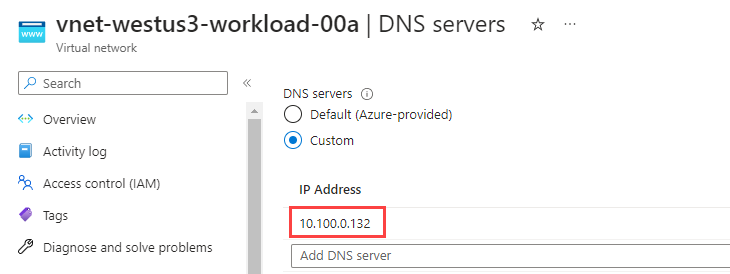 vnet-westus3-workload-00a | DNS servers ☆ ...
WWW
Virtual network
Search
Overview
Activity log
Access control (IAM)
Tags
Diagnose and solve problems
DNS servers
Default (Azure-provided)
Custom
IP Address
10.100.0.132
Add DNS server